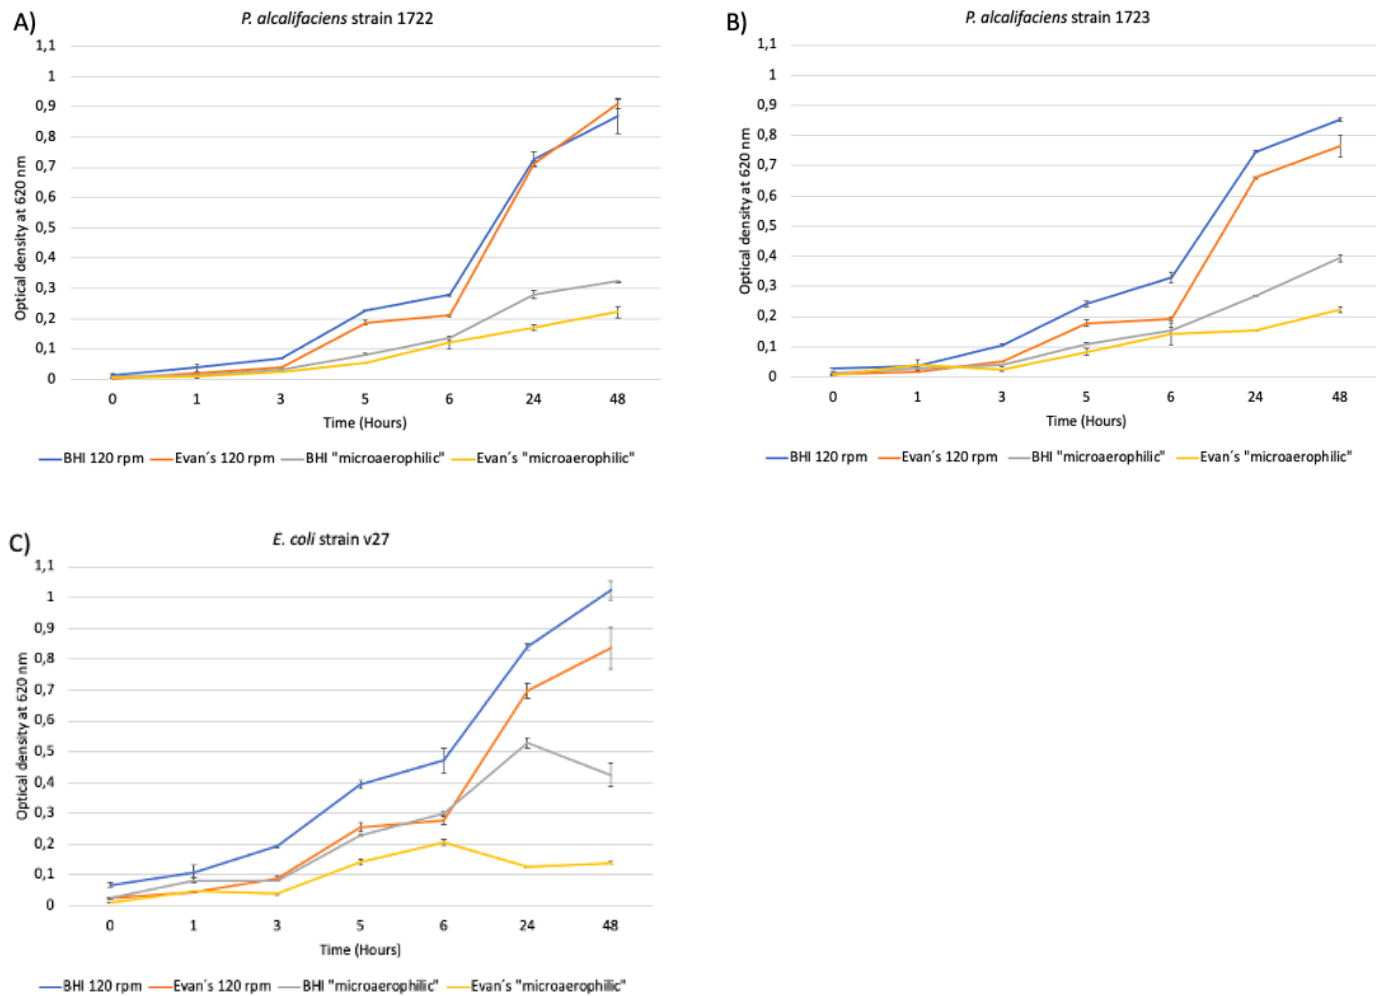 A)
P. alcalifaciens strain 1722
Optical density at 620 nm
1,1
1
0,9
0,8
0,7
0,6
0,5
0,4
0,3
0,2
0,1
0
0 1 3 5 6 24 48
Time (Hours)
BHI 120 rpm Evan´s 120 rpm BHI "microaerophilic" Evan´s "microaerophilic"
B)
P. alcalifaciens strain 1723
Optical density at 620 nm
1,1
1
0,9
0,8
0,7
0,6
0,5
0,4
0,3
0,2
0,1
0
0 1 3 5 6 24 48
Time (Hours)
BHI 120 rpm Evan´s 120 rpm BHI "microaerophilic" Evan´s "microaerophilic"
C)
E. coli strain v27
Optical density at 620 nm
1,1
1
0,9
0,8
0,7
0,6
0,5
0,4
0,3
0,2
0,1
0
0 1 3 5 6 24 48
Time (Hours)
BHI 120 rpm Evan´s 120 rpm BHI "microaerophilic" Evan´s "microaerophilic"